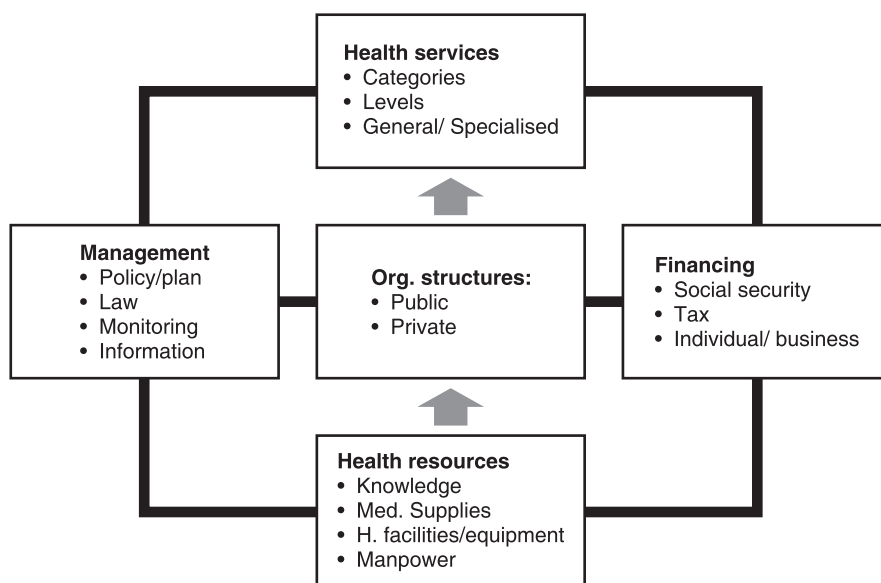 Health services
• Categories
• Levels
• General/ Specialised
Management
• Policy/plan
• Law
• Monitoring
• Information
Org. structures:
• Public
• Private
Financing
• Social security
• Tax
• Individual/ business
Health resources
• Knowledge
• Med. Supplies
• H. facilities/equipment
• Manpower